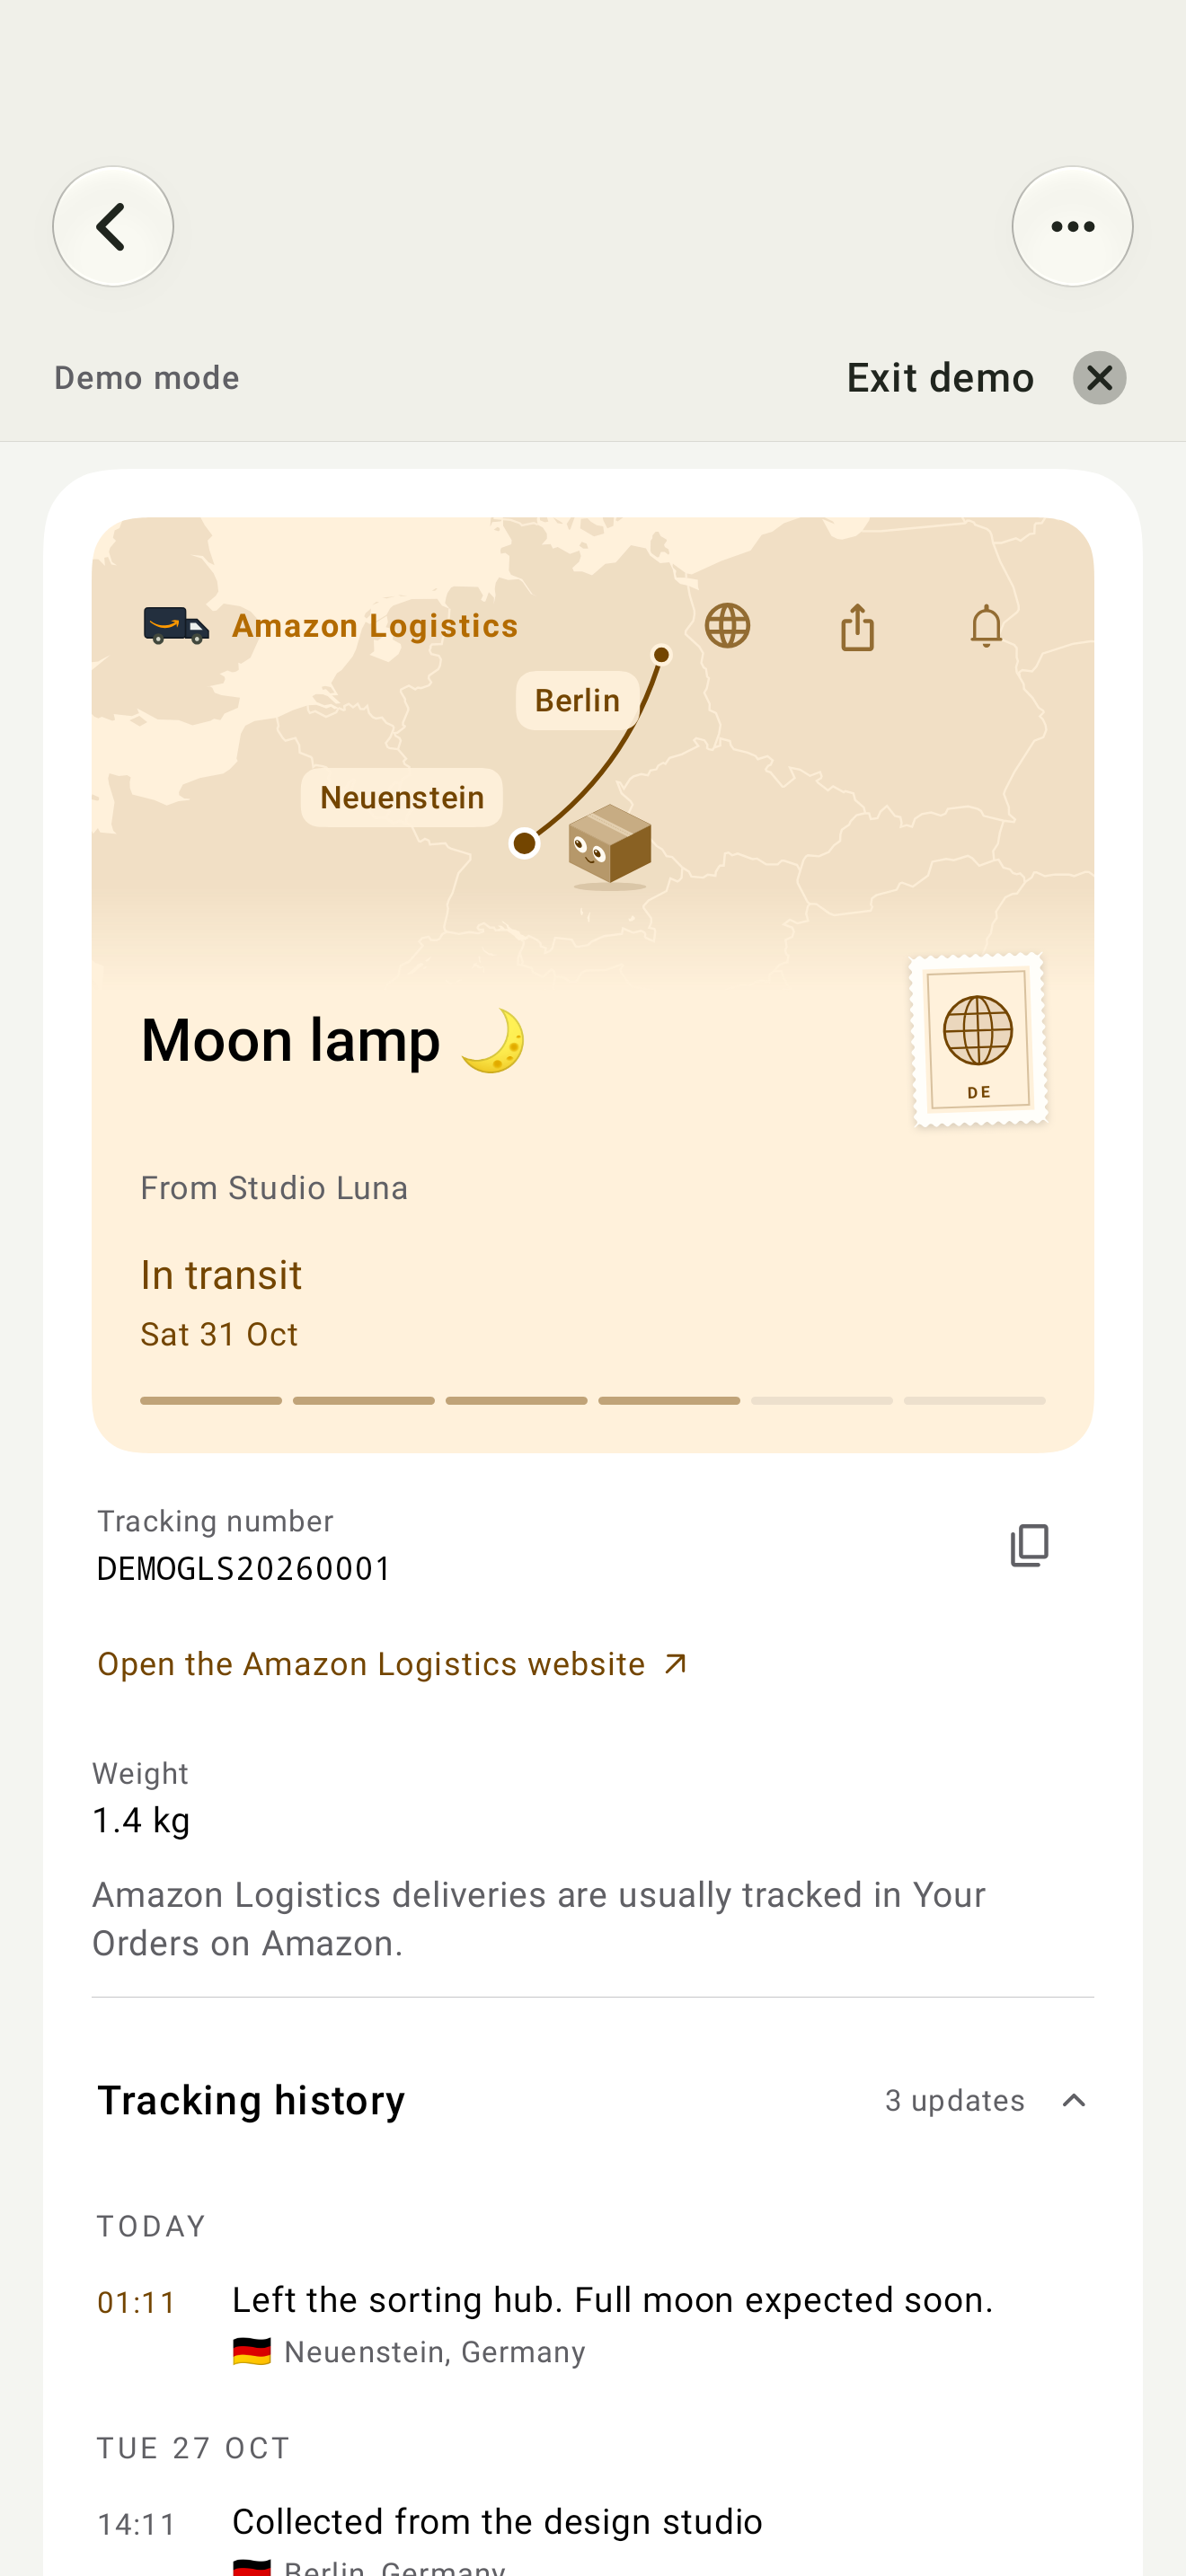 Demo mode
Exit demo
Amazon Logistics
Berlin
Neuenstein
Moon lamp 🌙
DE
From Studio Luna
In transit
Sat 31 Oct
Tracking number
DEMOGLS20260001
Open the Amazon Logistics website
Weight
1.4 kg
Amazon Logistics deliveries are usually tracked in Your
Orders on Amazon.
Tracking history
3 updates
TODAY
01:11
Left the sorting hub. Full moon expected soon.
🇩🇪 Neuenstein, Germany
TUE 27 OCT
14:11
Collected from the design studio
🇩🇪 Berlin, Germany